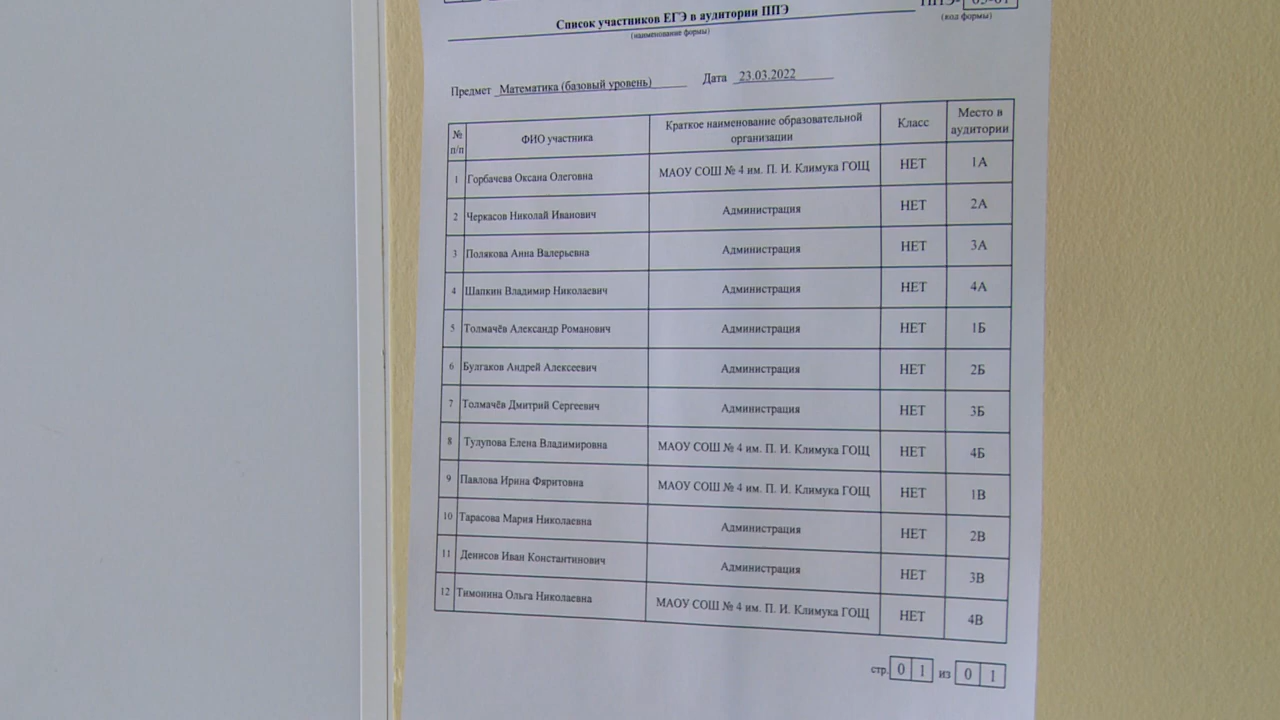 Список участников ЕГЭ в аудитории ППЭ
(наименование формы)
(код формы)
Предмет Математика (базовый уровень) Дата 23.03.2022
№ п/п ФИО участника Краткое наименование образовательной организации Класс Место в аудитории
1 Горбачева Оксана Олеговна МАОУ СОШ № 4 им. П. И. Климука ГОЩ НЕТ 1А
2 Черкасов Николай Иванович Администрация НЕТ 2А
3 Полякова Анна Валерьевна Администрация НЕТ 3А
4 Шапкин Владимир Николаевич Администрация НЕТ 4А
5 Толмачёв Александр Романович Администрация НЕТ 1Б
6 Булгаков Андрей Алексеевич Администрация НЕТ 2Б
7 Толмачёв Дмитрий Сергеевич Администрация НЕТ 3Б
8 Тулупова Елена Владимировна МАОУ СОШ № 4 им. П. И. Климука ГОЩ НЕТ 4Б
9 Павлова Ирина Фяритовна МАОУ СОШ № 4 им. П. И. Климука ГОЩ НЕТ 1В
10 Тарасова Мария Николаевна Администрация НЕТ 2В
11 Денисов Иван Константинович Администрация НЕТ 3В
12 Тимонина Ольга Николаевна МАОУ СОШ № 4 им. П. И. Климука ГОЩ НЕТ 4В
стр. 0 1 из 0 1